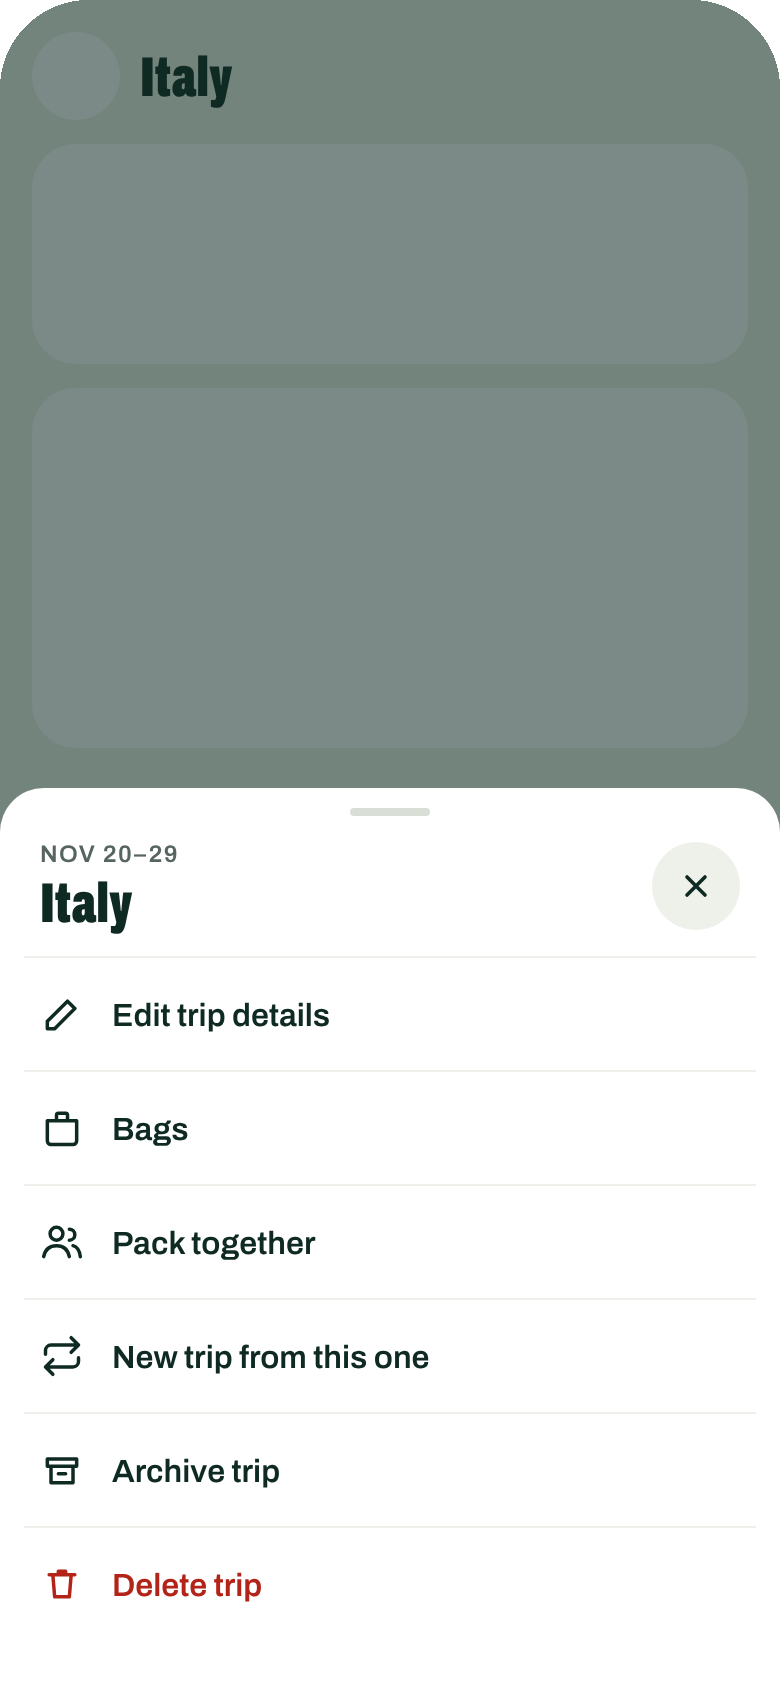 Italy
NOV 20–29
Italy
Edit trip details
Bags
Pack together
New trip from this one
Archive trip
Delete trip